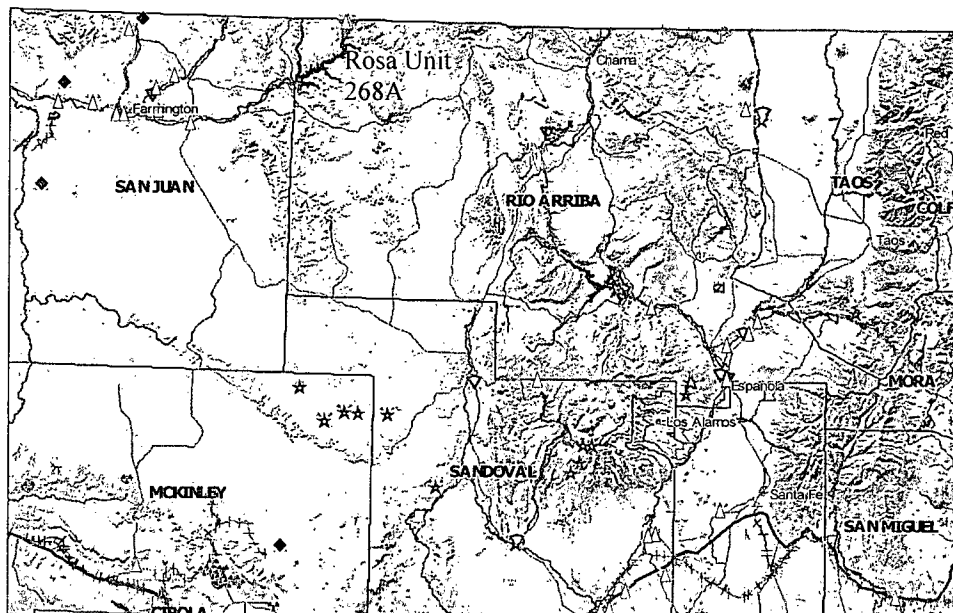 Rosa Unit
268A
Chama
Farmington
Red
SAN JUAN
TAOS
RIO ARRIBA
COLF
Taos
Española
MORA
Los Alamos
SANDOVAL
MCKINLEY
Santa Fe
SAN MIGUEL
CIBOLA